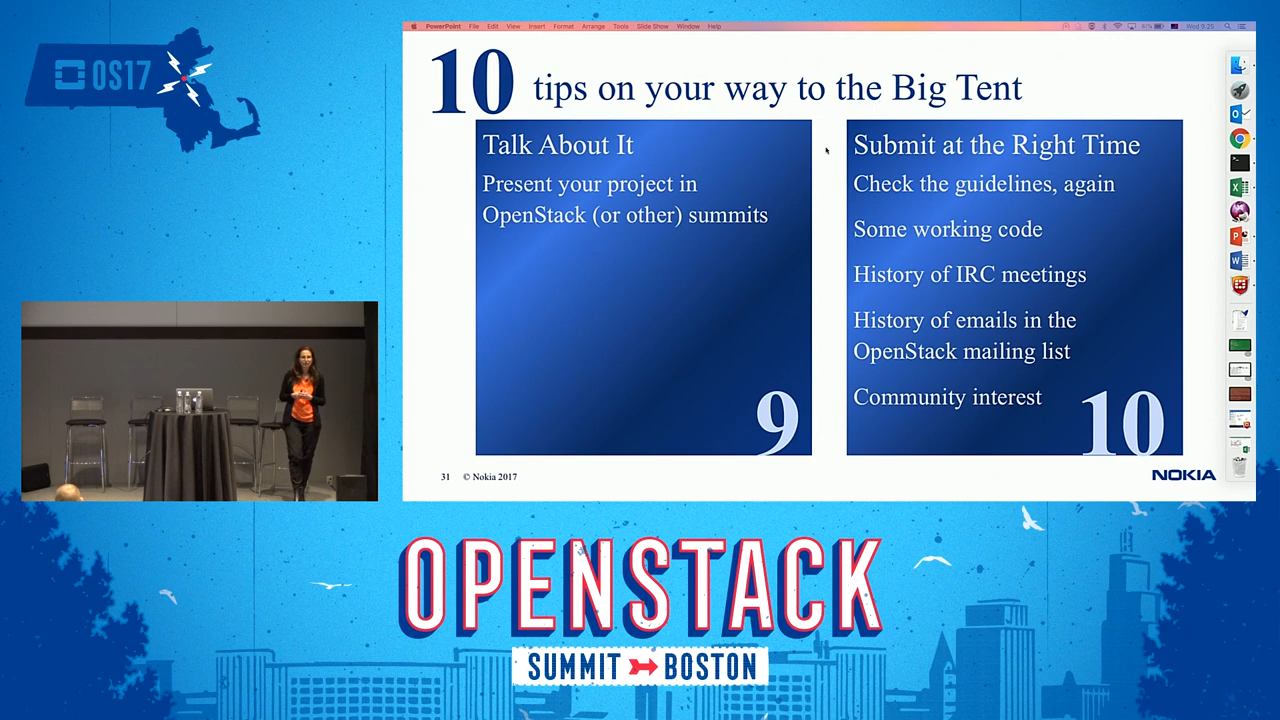 OS17
PowerPoint File Edit View Insert Format Arrange Tools Slide Show Window Help
Wed 9.25
10 tips on your way to the Big Tent
Talk About It
Present your project in
OpenStack (or other) summits
9
Submit at the Right Time
Check the guidelines, again
Some working code
History of IRC meetings
History of emails in the
OpenStack mailing list
Community interest
10
31 © Nokia 2017
NOKIA
OPENSTACK
SUMMIT BOSTON